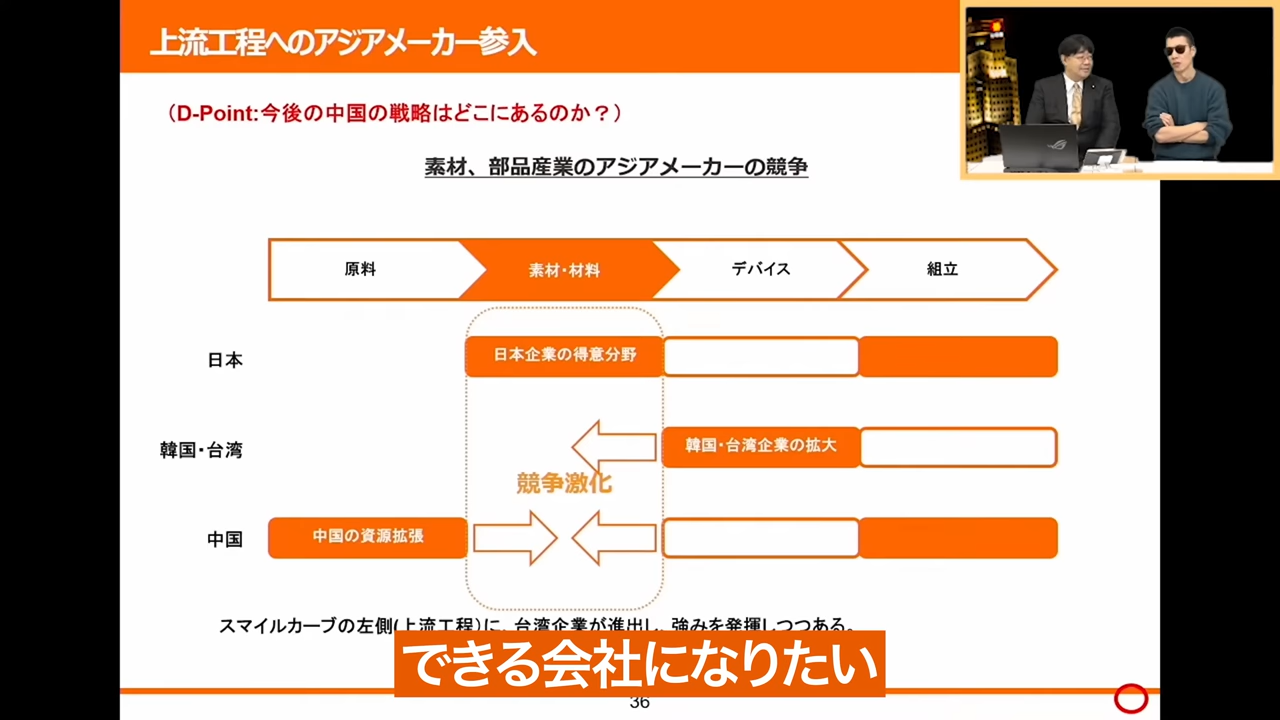 上流工程へのアジアメーカー参入
(D-Point:今後の中国の戦略はどこにあるのか？)
素材、部品産業のアジアメーカーの競争
原料 素材・材料 デバイス 組立
日本 日本企業の得意分野
韓国・台湾 韓国・台湾企業の拡大
競争激化
中国 中国の資源拡張
スマイルカーブの左側(上流工程)に、台湾企業が進出し、強みを発揮しつつある。
できる会社になりたい
36